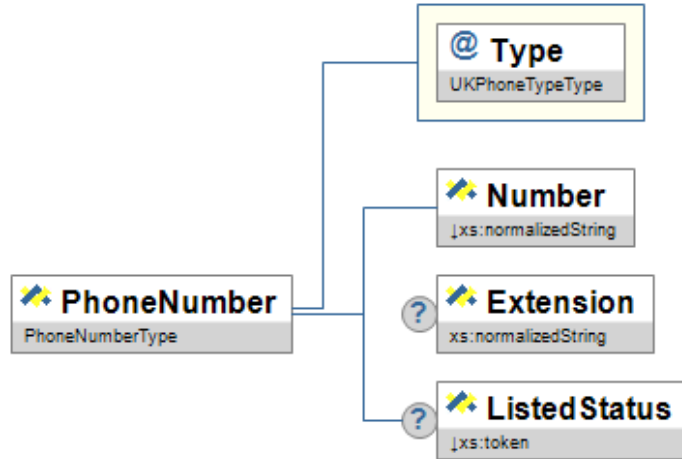 @ Type
UKPhoneTypeType
Number
↓xs:normalizedString
PhoneNumber
PhoneNumberType
? Extension
xs:normalizedString
? ListedStatus
↓xs:token